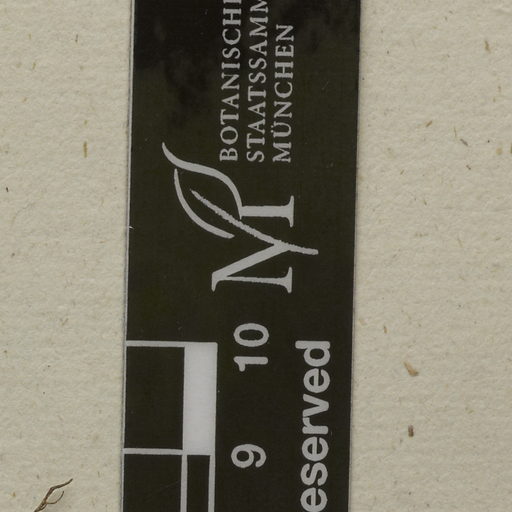 BOTANISCHE
STAATSSAMM
MÜNCHEN
M
9 10
eserved